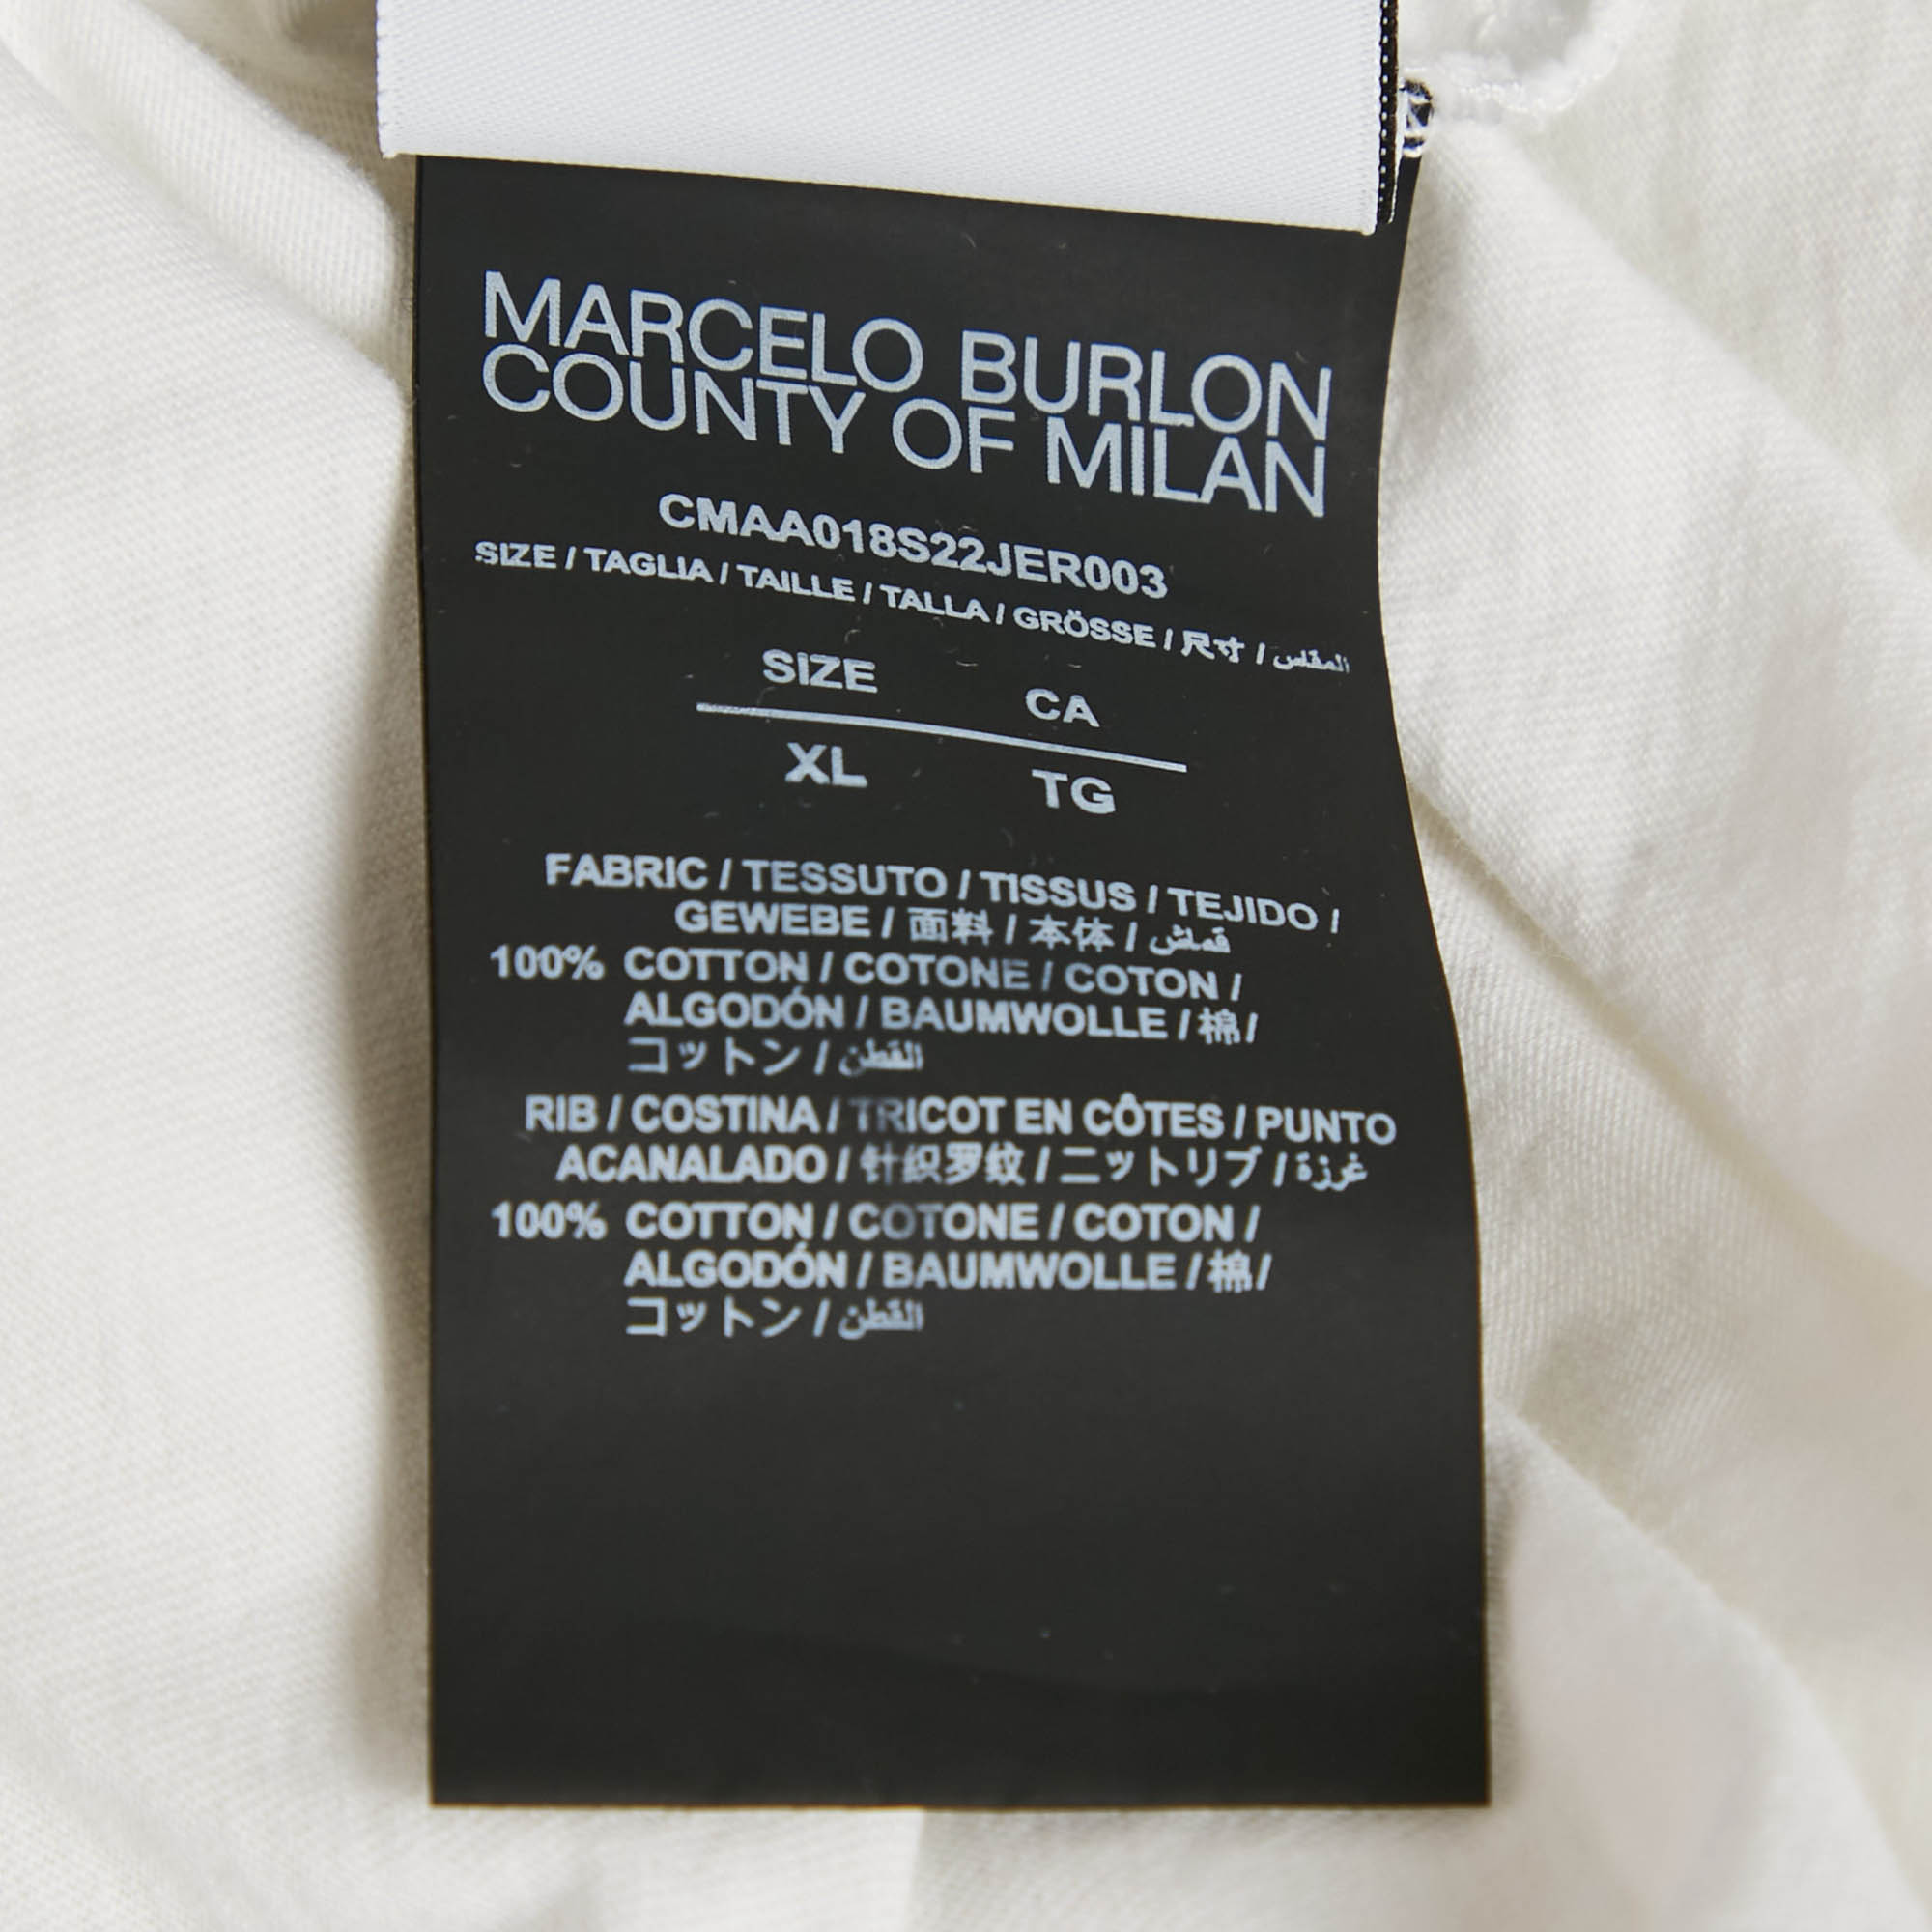 MARCELO BURLON
COUNTY OF MILAN
CMAA018S22JER003
SIZE / TAGLIA / TAILLE / TALLA / GRÖSSE / 尺寸 / المقاس
SIZE CA
XL TG
FABRIC / TESSUTO / TISSUS / TEJIDO /
GEWEBE / 面料 / 本体 / قماش
100% COTTON / COTONE / COTON /
ALGODÓN / BAUMWOLLE / 棉 /
コットン / القطن
RIB / COSTINA / TRICOT EN CÔTES / PUNTO
ACANALADO / 针织罗纹 / ニットリブ / غرزة
100% COTTON / COTONE / COTON /
ALGODÓN / BAUMWOLLE / 棉 /
コットン / القطن